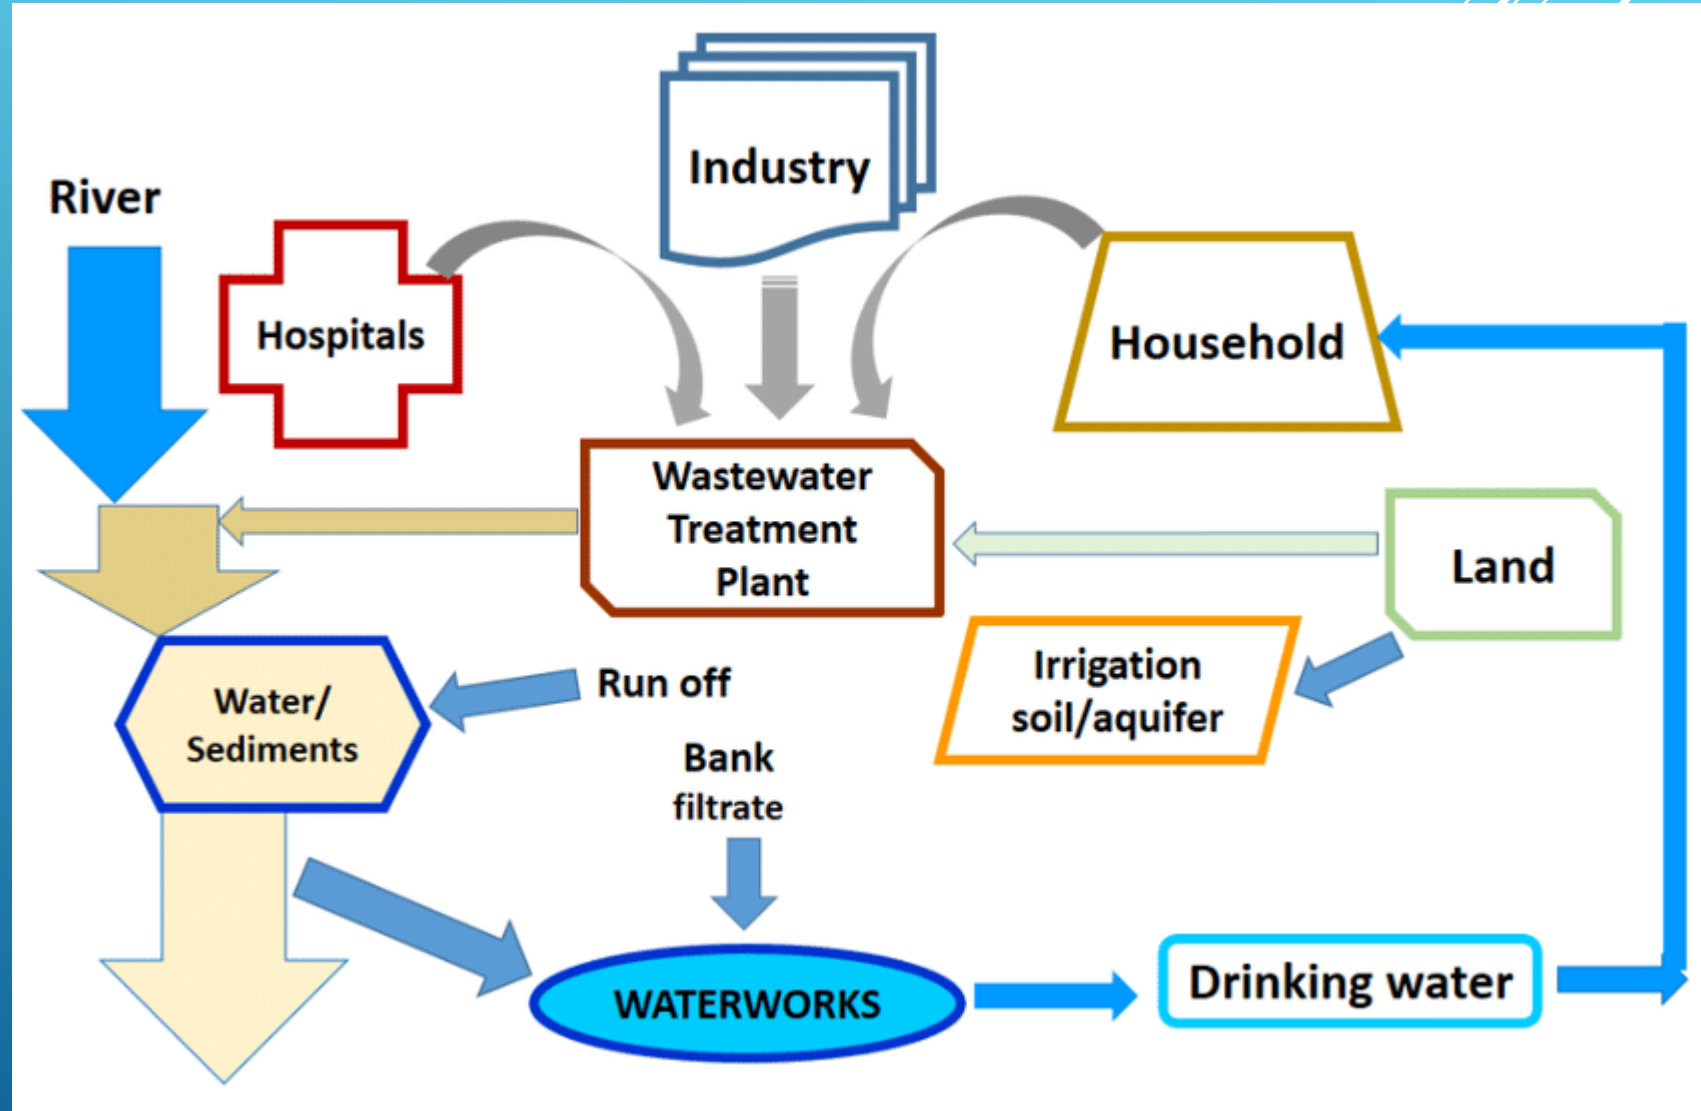 Industry
River
Hospitals
Household
Wastewater
Treatment
Plant
Land
Irrigation
soil/aquifer
Water/
Sediments
Run off
Bank
filtrate
WATERWORKS
Drinking water